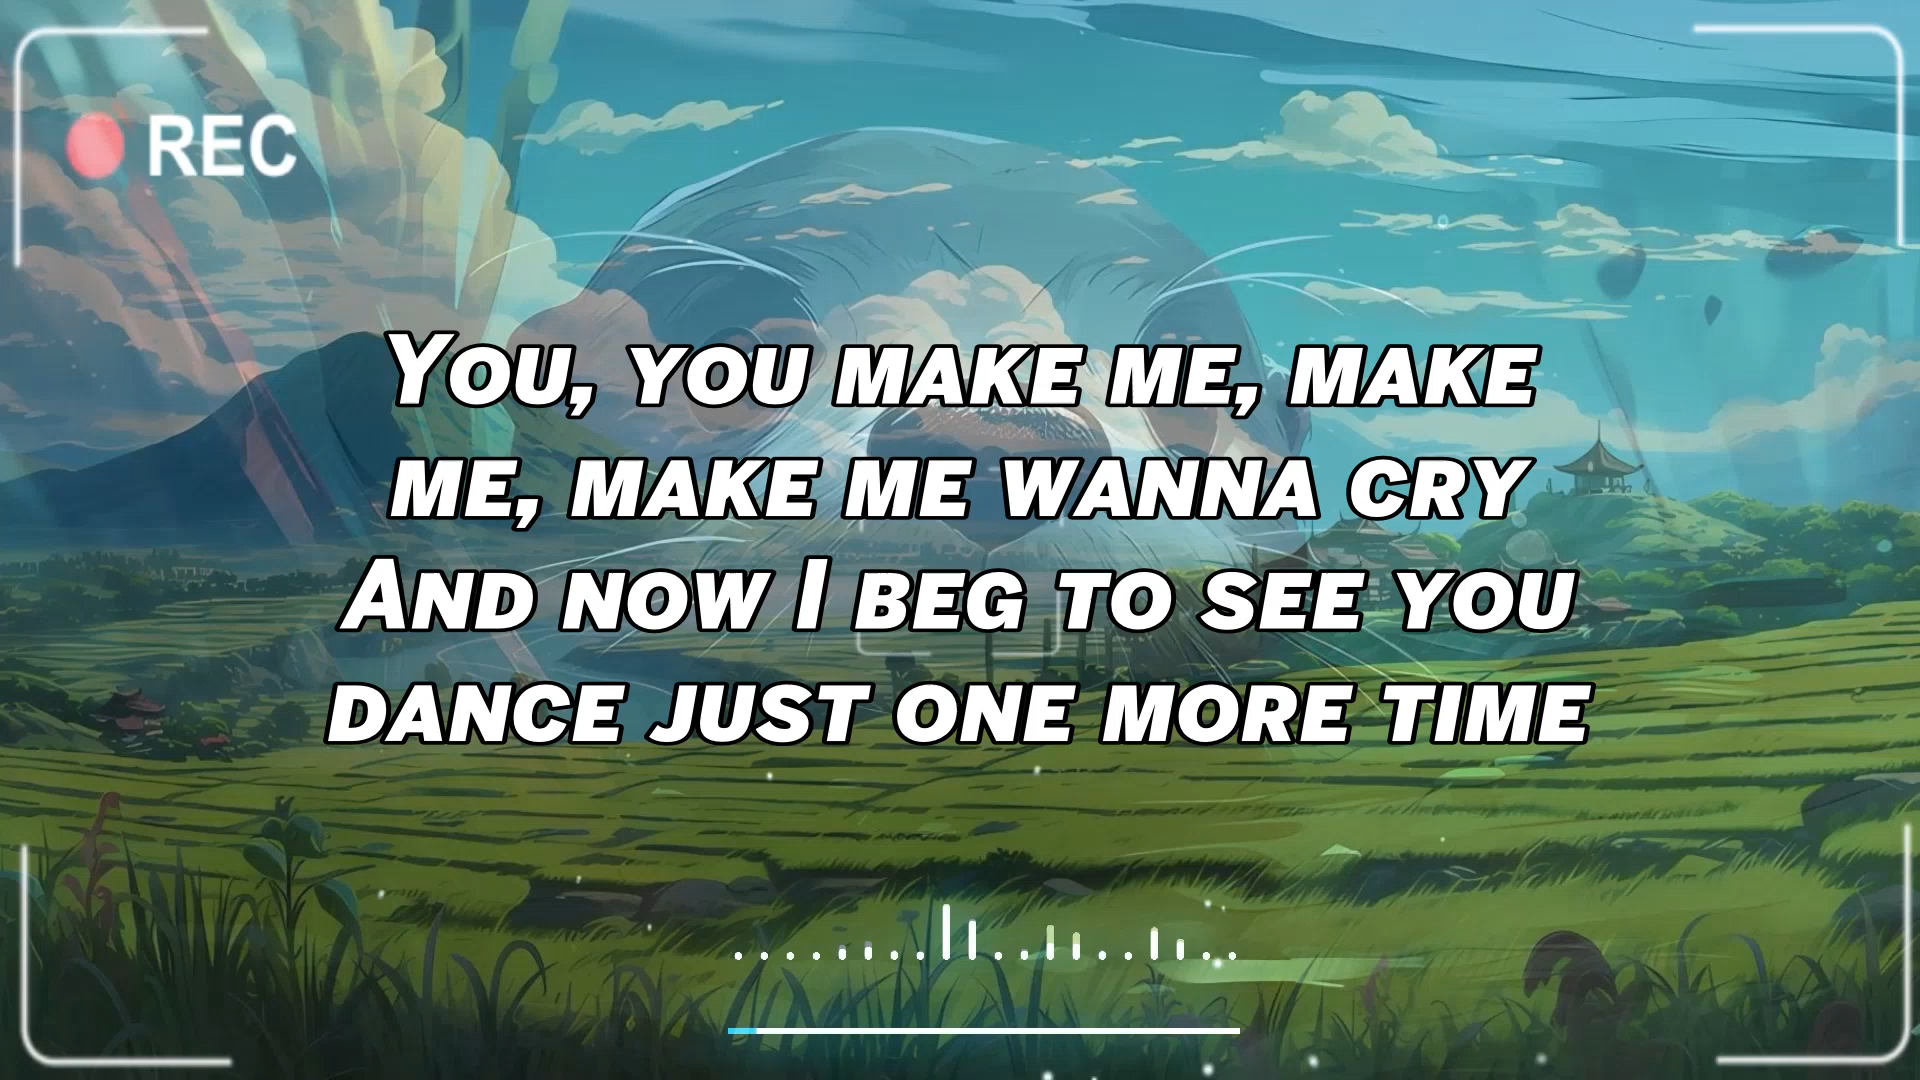 REC
You, you make me, make
me, make me wanna cry
And now I beg to see you
dance just one more time